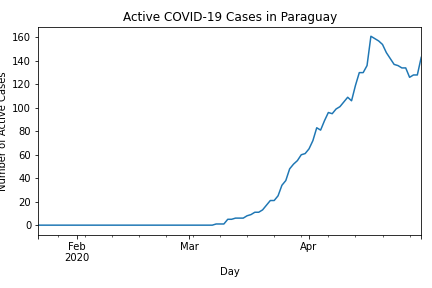 Active COVID-19 Cases in Paraguay
Number of Active Cases
160
140
120
100
80
60
40
20
0
Feb
2020
Mar
Apr
Day